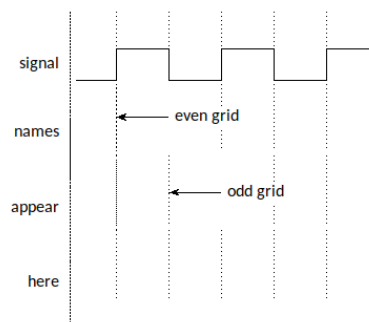 signal
even grid
names
odd grid
appear
here